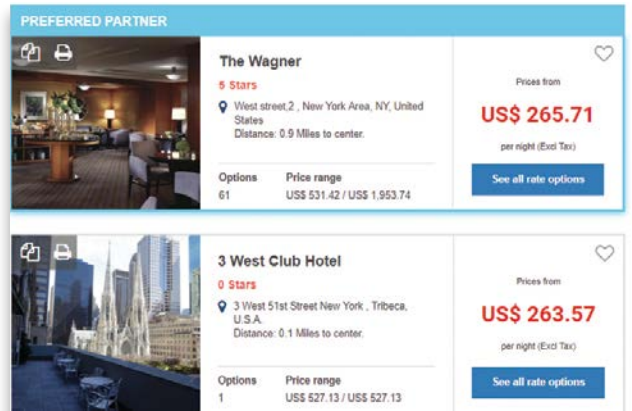 PREFERRED PARTNER
The Wagner
5 Stars
West street,2 , New York Area, NY, United
States
Distance: 0.9 Miles to center.
Options Price range
61 US$ 531.42 / US$ 1,953.74
Prices from
US$ 265.71
per night (Excl Tax)
See all rate options
3 West Club Hotel
0 Stars
3 West 51st Street New York , Tribeca,
U.S.A.
Distance: 0.1 Miles to center.
Options Price range
1 US$ 527.13 / US$ 527.13
Prices from
US$ 263.57
per night (Excl Tax)
See all rate options